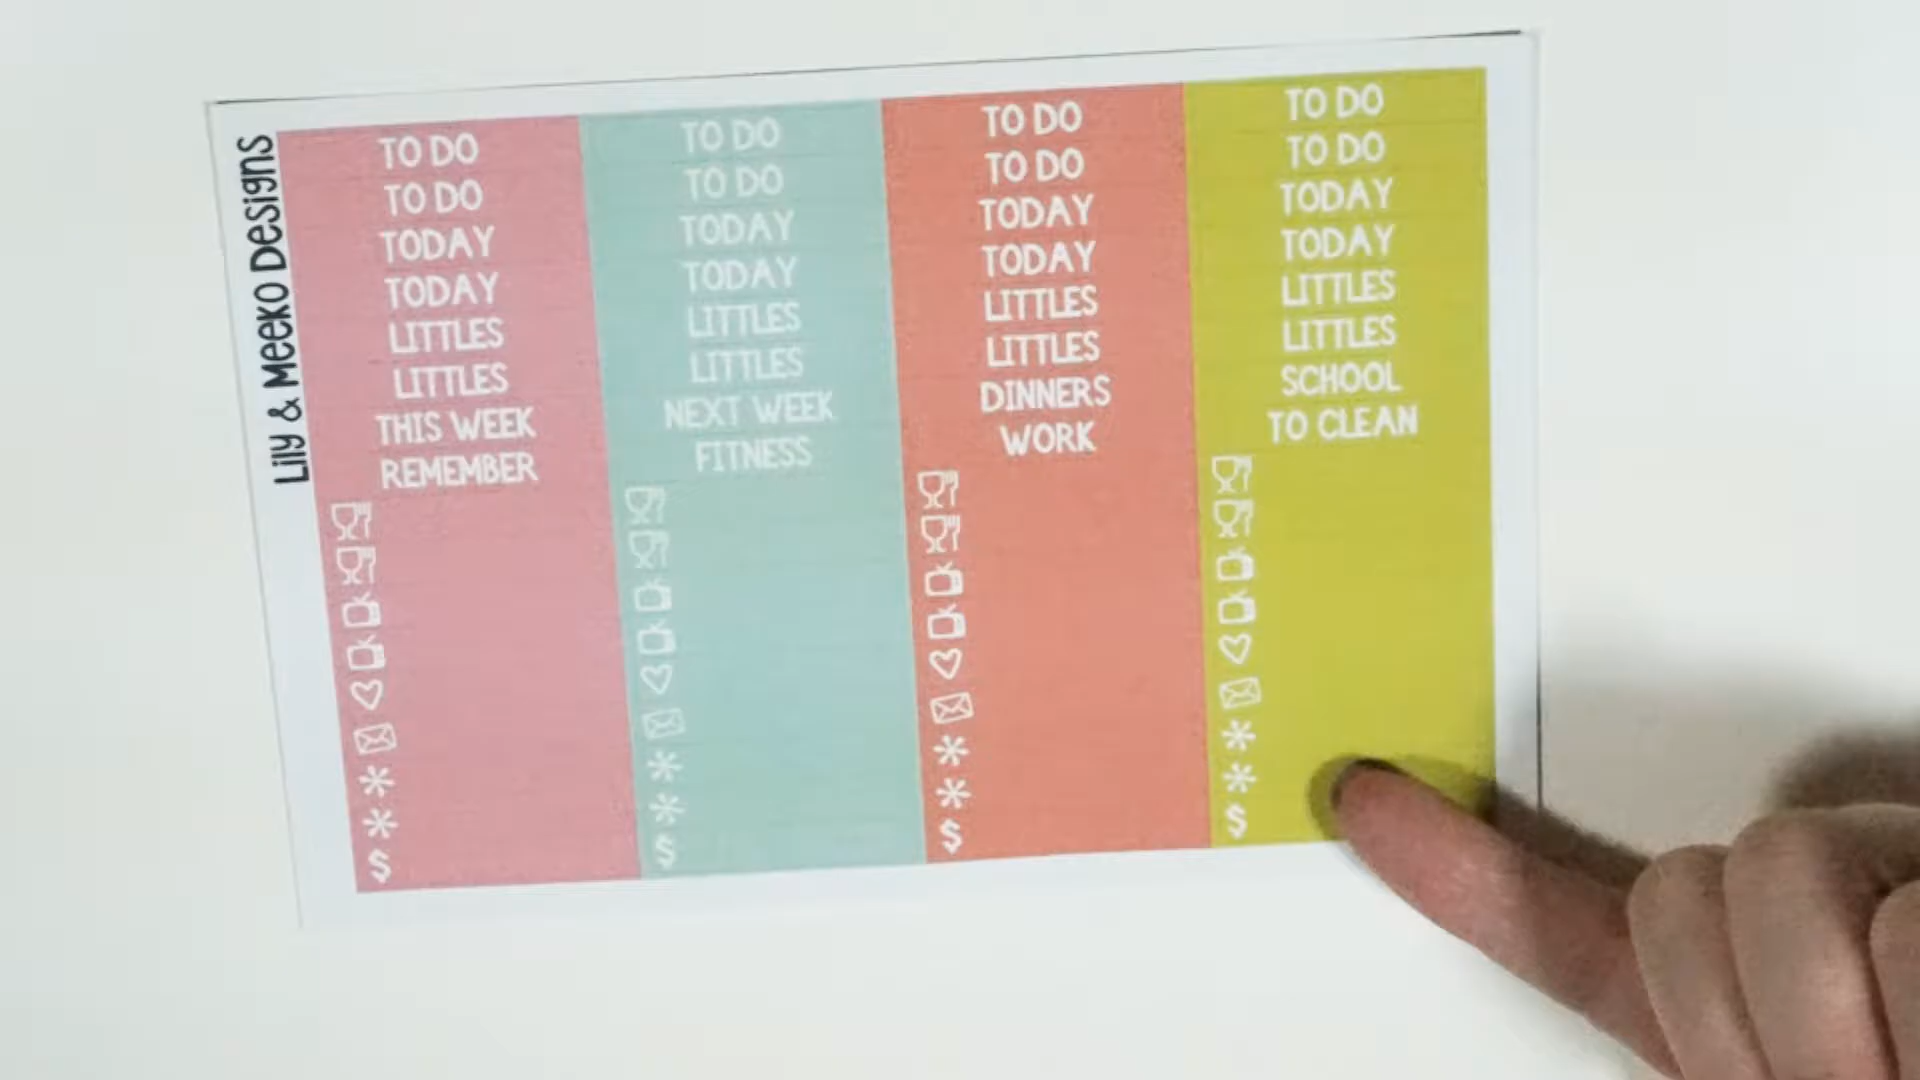 Lily & Meeko Designs
TO DO
TO DO
TODAY
TODAY
LITTLES
LITTLES
THIS WEEK
REMEMBER
$
TO DO
TO DO
TODAY
TODAY
LITTLES
LITTLES
NEXT WEEK
FITNESS
$
TO DO
TO DO
TODAY
TODAY
LITTLES
LITTLES
DINNERS
WORK
$
TO DO
TO DO
TODAY
TODAY
LITTLES
LITTLES
SCHOOL
TO CLEAN
$